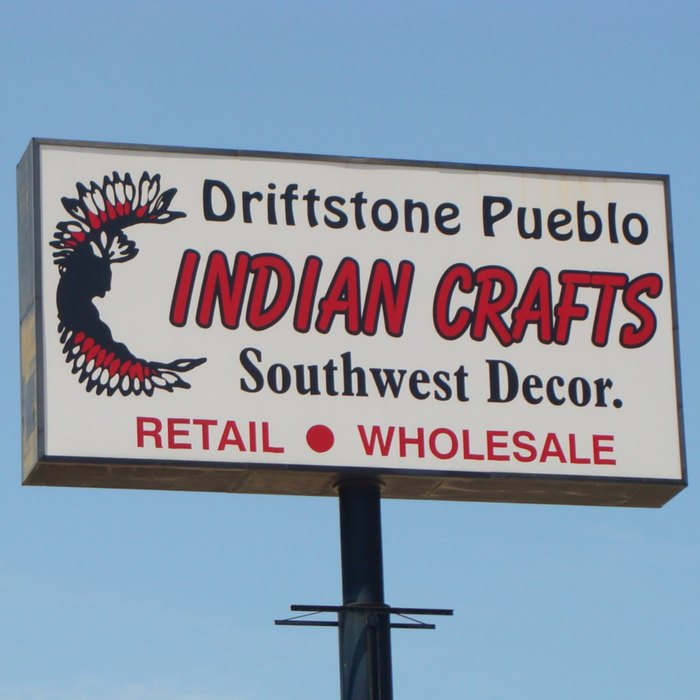 Driftstone Pueblo
INDIAN CRAFTS
Southwest Decor.
RETAIL ● WHOLESALE